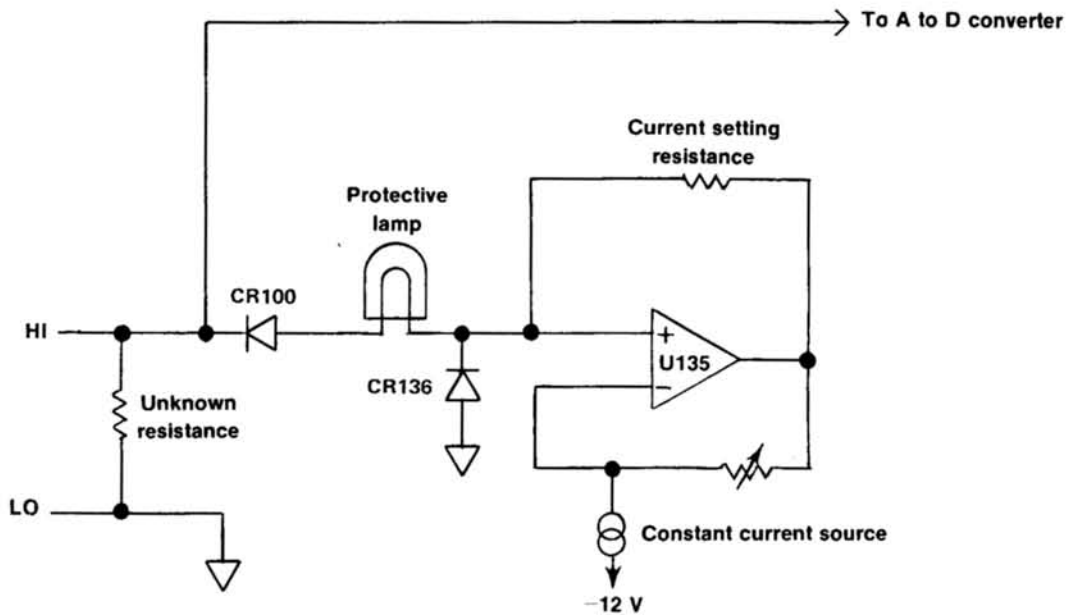 To A to D converter
Current setting
resistance
Protective
lamp
CR100
HI
+
U135
−
CR136
Unknown
resistance
LO
Constant current source
−12 V